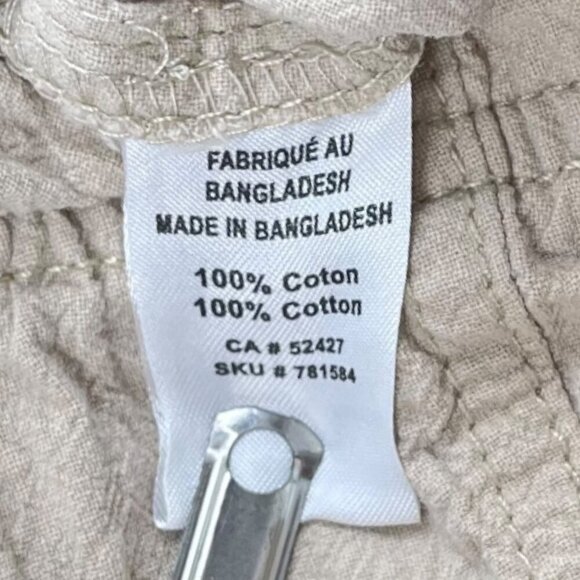 FABRIQUÉ AU
BANGLADESH
MADE IN BANGLADESH
100% Coton
100% Cotton
CA # 52427
SKU # 781584